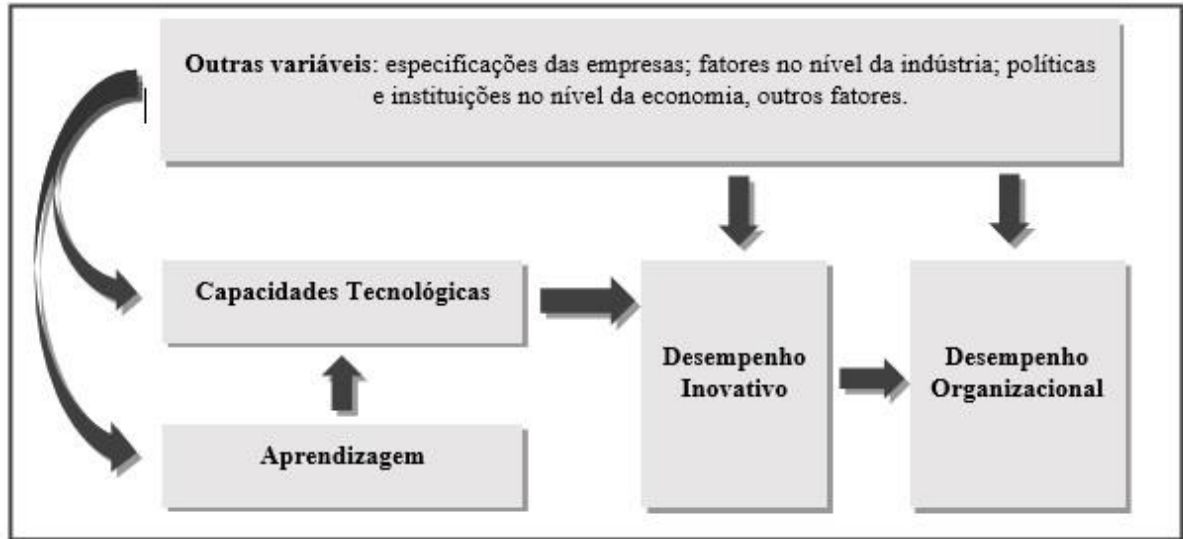 Outras variáveis: especificações das empresas; fatores no nível da indústria; políticas
e instituições no nível da economia, outros fatores.
Capacidades Tecnológicas
Aprendizagem
Desempenho
Inovativo
Desempenho
Organizacional